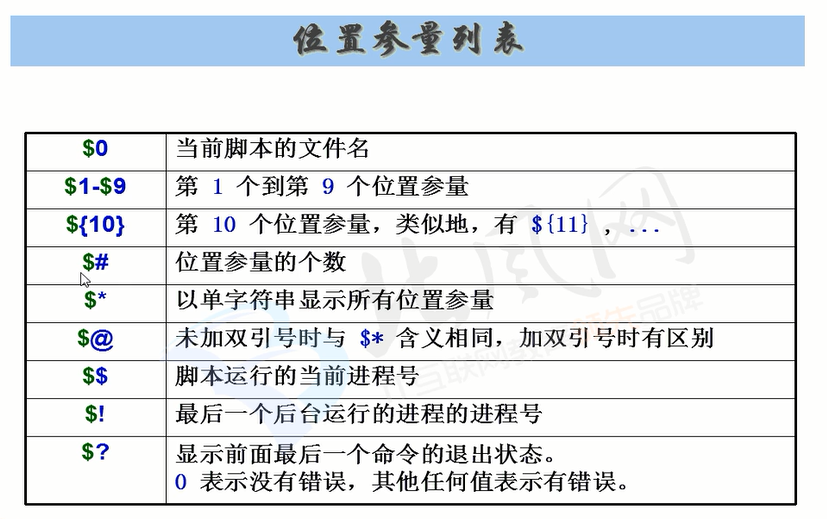 位置参量列表
$0 当前脚本的文件名
$1-$9 第 1 个到第 9 个位置参量
${10} 第 10 个位置参量，类似地，有 ${11} , ...
$# 位置参量的个数
$* 以单字符串显示所有位置参量
$@ 未加双引号时与 $* 含义相同，加双引号时有区别
$$ 脚本运行的当前进程号
$! 最后一个后台运行的进程的进程号
$? 显示前面最后一个命令的退出状态。
0 表示没有错误，其他任何值表示有错误。
北风网